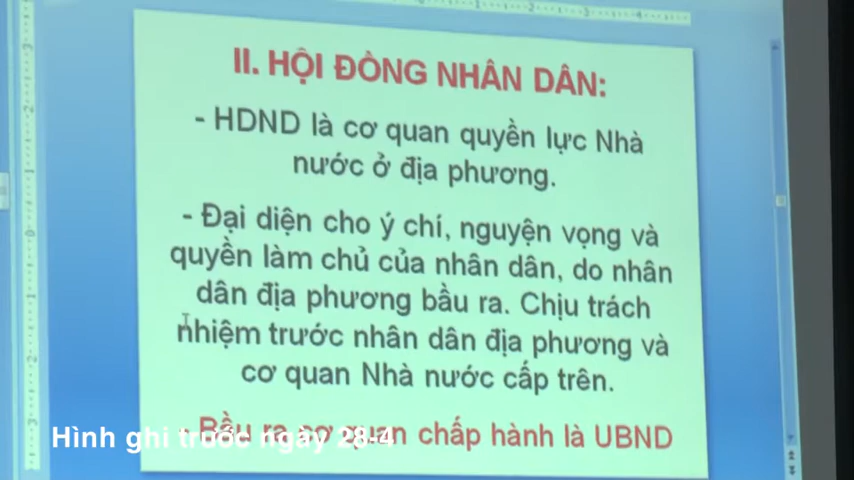 II. HỘI ĐỒNG NHÂN DÂN:
- HDND là cơ quan quyền lực Nhà
nước ở địa phương.
- Đại diện cho ý chí, nguyện vọng và
quyền làm chủ của nhân dân, do nhân
dân địa phương bầu ra. Chịu trách
nhiệm trước nhân dân địa phương và
cơ quan Nhà nước cấp trên.
- Bầu ra cơ quan chấp hành là UBND
Hình ghi trước ngày 28-4